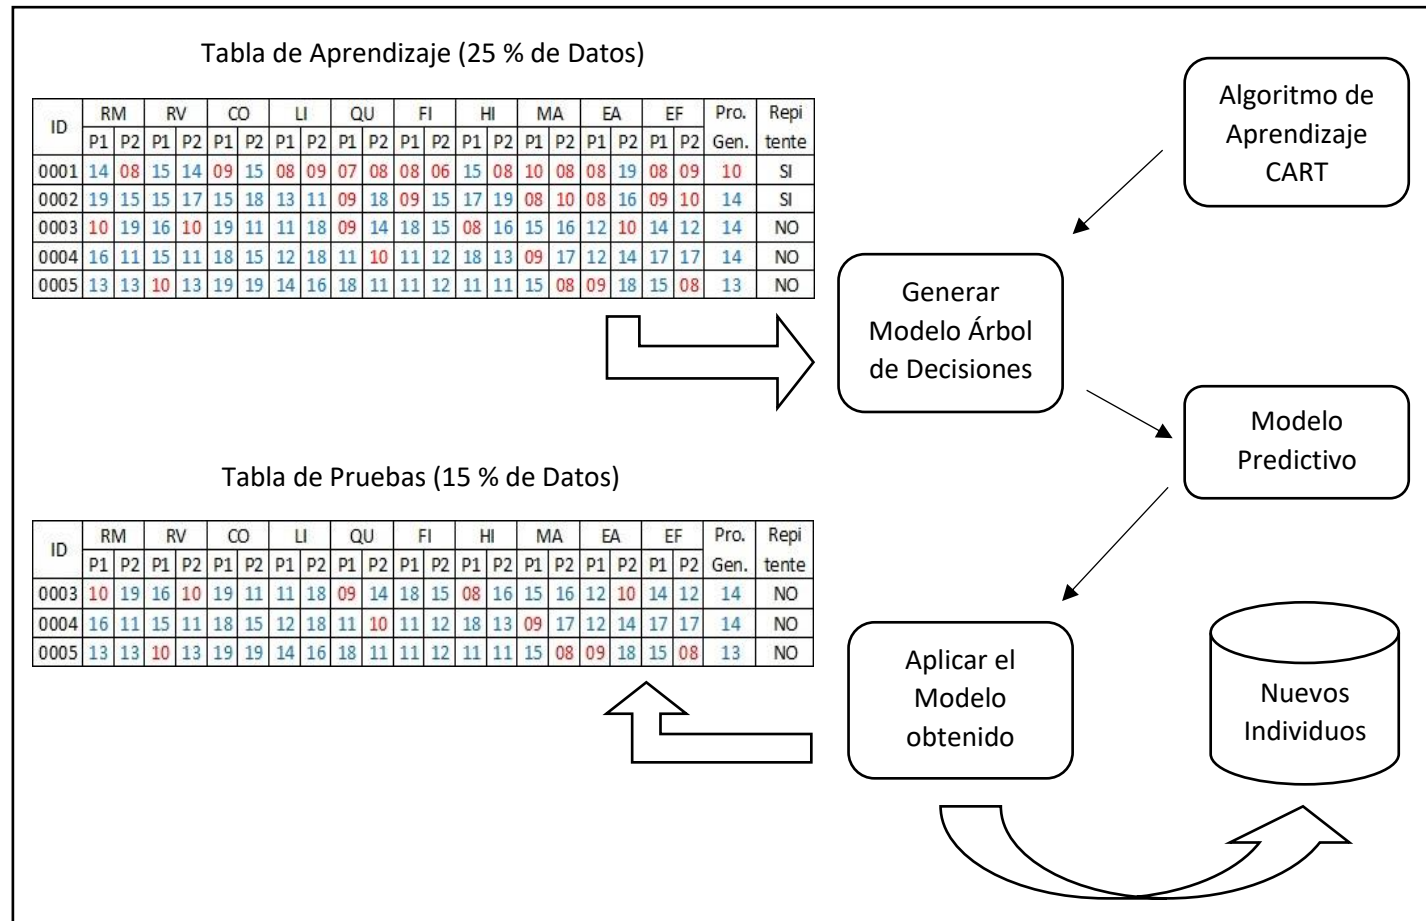 Tabla de Aprendizaje (25 % de Datos)
ID RM RV CO LI QU FI HI MA EA EF Pro. Repi
P1 P2 P1 P2 P1 P2 P1 P2 P1 P2 P1 P2 P1 P2 P1 P2 P1 P2 P1 P2 Gen. tente
0001 14 08 15 14 09 15 08 09 07 08 08 06 15 08 10 08 08 19 08 09 10 SI
0002 19 15 15 17 15 18 13 11 09 18 09 15 17 19 08 10 08 16 09 10 14 SI
0003 10 19 16 10 19 11 11 18 09 14 18 15 08 16 15 16 12 10 14 12 14 NO
0004 16 11 15 11 18 15 12 18 11 10 11 12 18 13 09 17 12 14 17 17 14 NO
0005 13 13 10 13 19 19 14 16 18 11 11 12 11 11 15 08 09 18 15 08 13 NO
Algoritmo de
Aprendizaje
CART
Generar
Modelo Árbol
de Decisiones
Modelo
Predictivo
Tabla de Pruebas (15 % de Datos)
ID RM RV CO LI QU FI HI MA EA EF Pro. Repi
P1 P2 P1 P2 P1 P2 P1 P2 P1 P2 P1 P2 P1 P2 P1 P2 P1 P2 P1 P2 Gen. tente
0003 10 19 16 10 19 11 11 18 09 14 18 15 08 16 15 16 12 10 14 12 14 NO
0004 16 11 15 11 18 15 12 18 11 10 11 12 18 13 09 17 12 14 17 17 14 NO
0005 13 13 10 13 19 19 14 16 18 11 11 12 11 11 15 08 09 18 15 08 13 NO
Aplicar el
Modelo
obtenido
Nuevos
Individuos